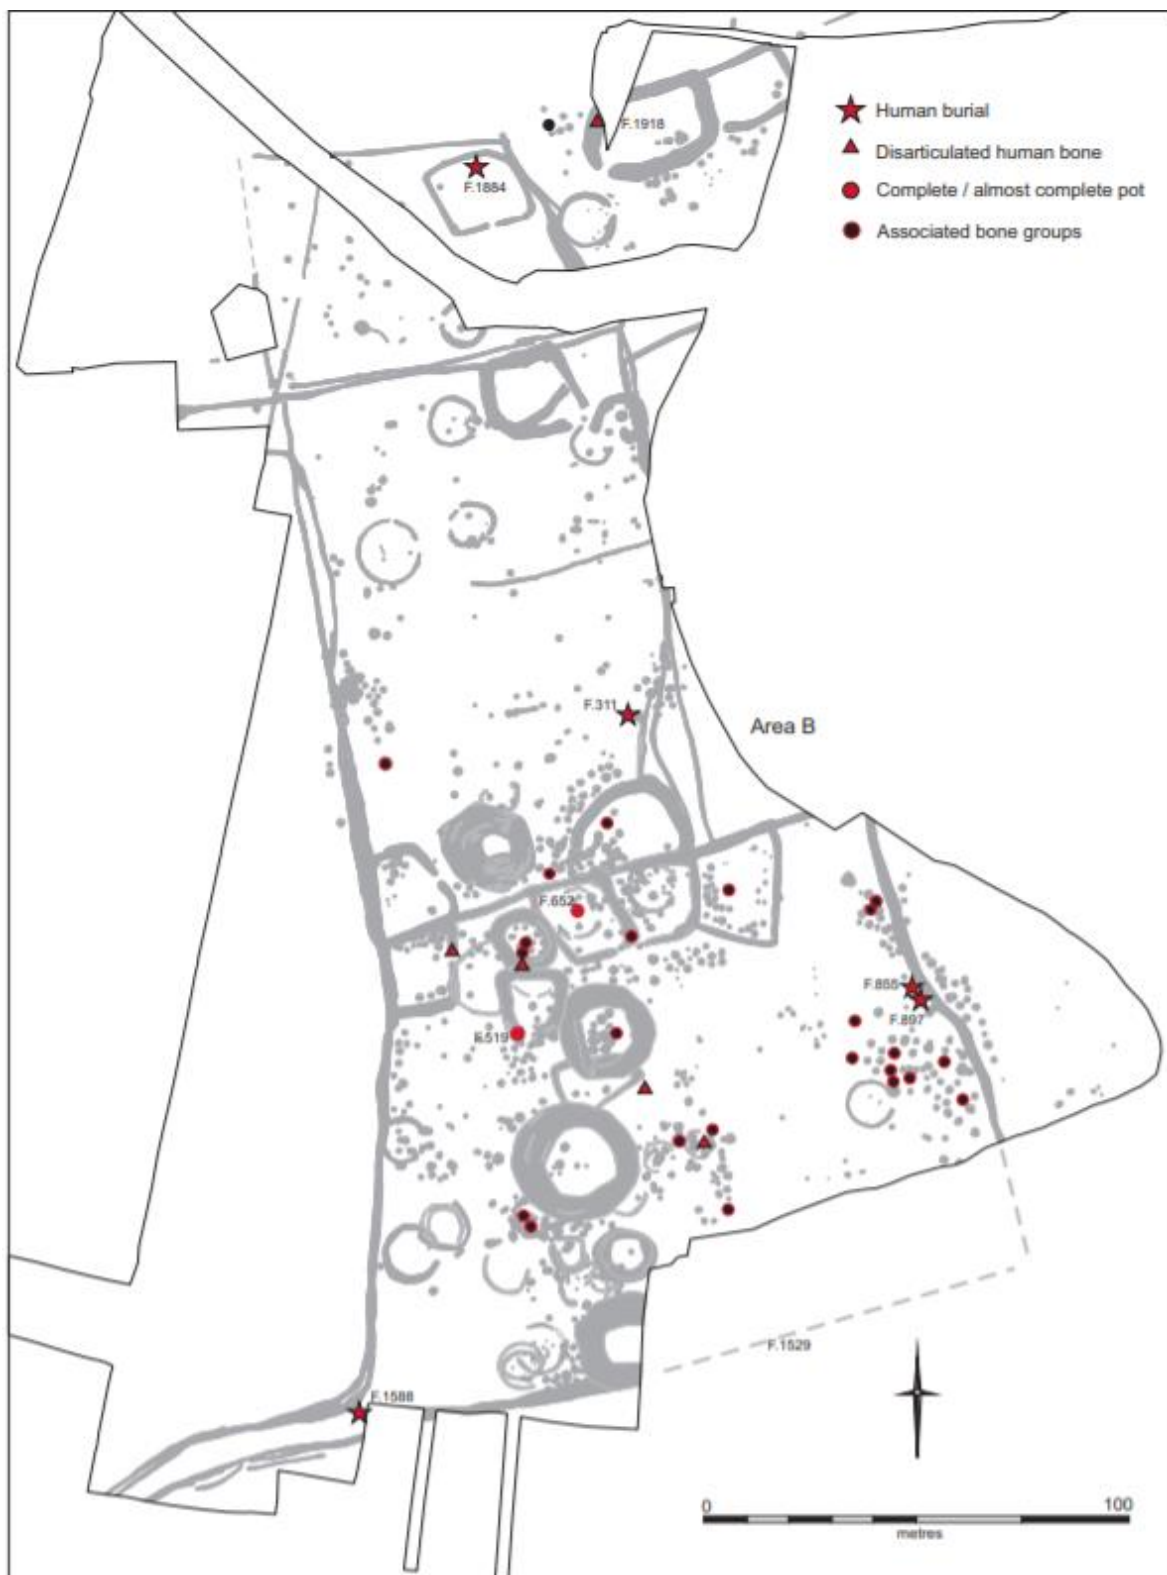 Human burial
F.1918
Disarticulated human bone
F.1884
Complete / almost complete pot
Associated bone groups
F.311
Area B
F.652
F.855
F.897
F.519
F.1529
F.1588
0
100
metres